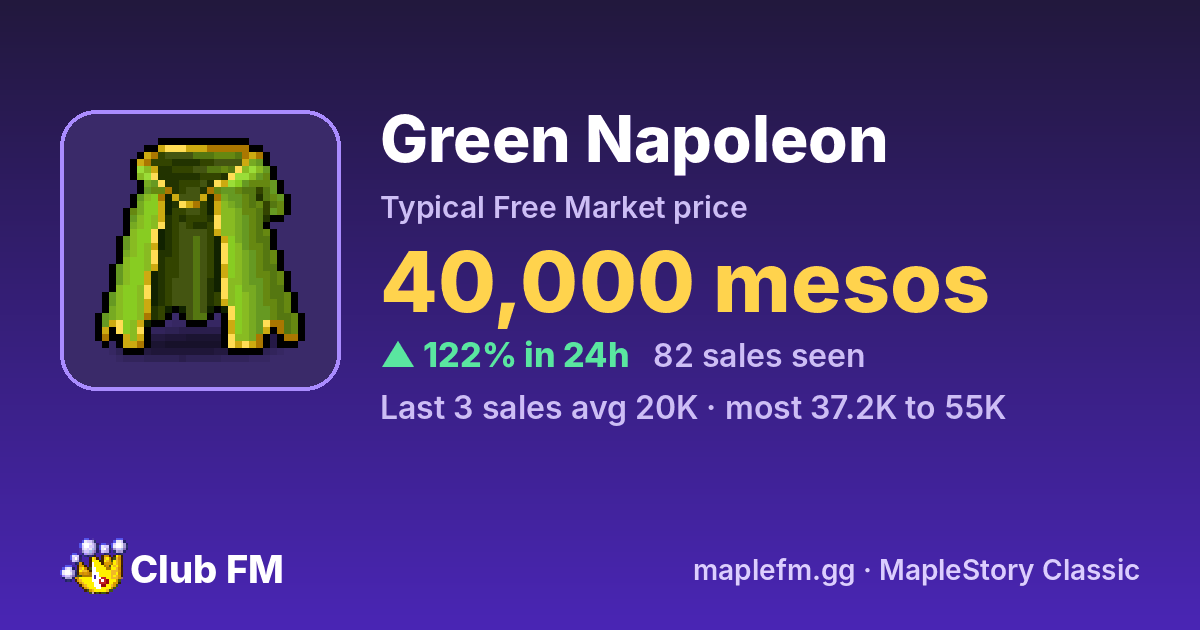 Green Napoleon
Typical Free Market price
40,000 mesos
▲ 122% in 24h 82 sales seen
Last 3 sales avg 20K · most 37.2K to 55K
Club FM
maplefm.gg · MapleStory Classic